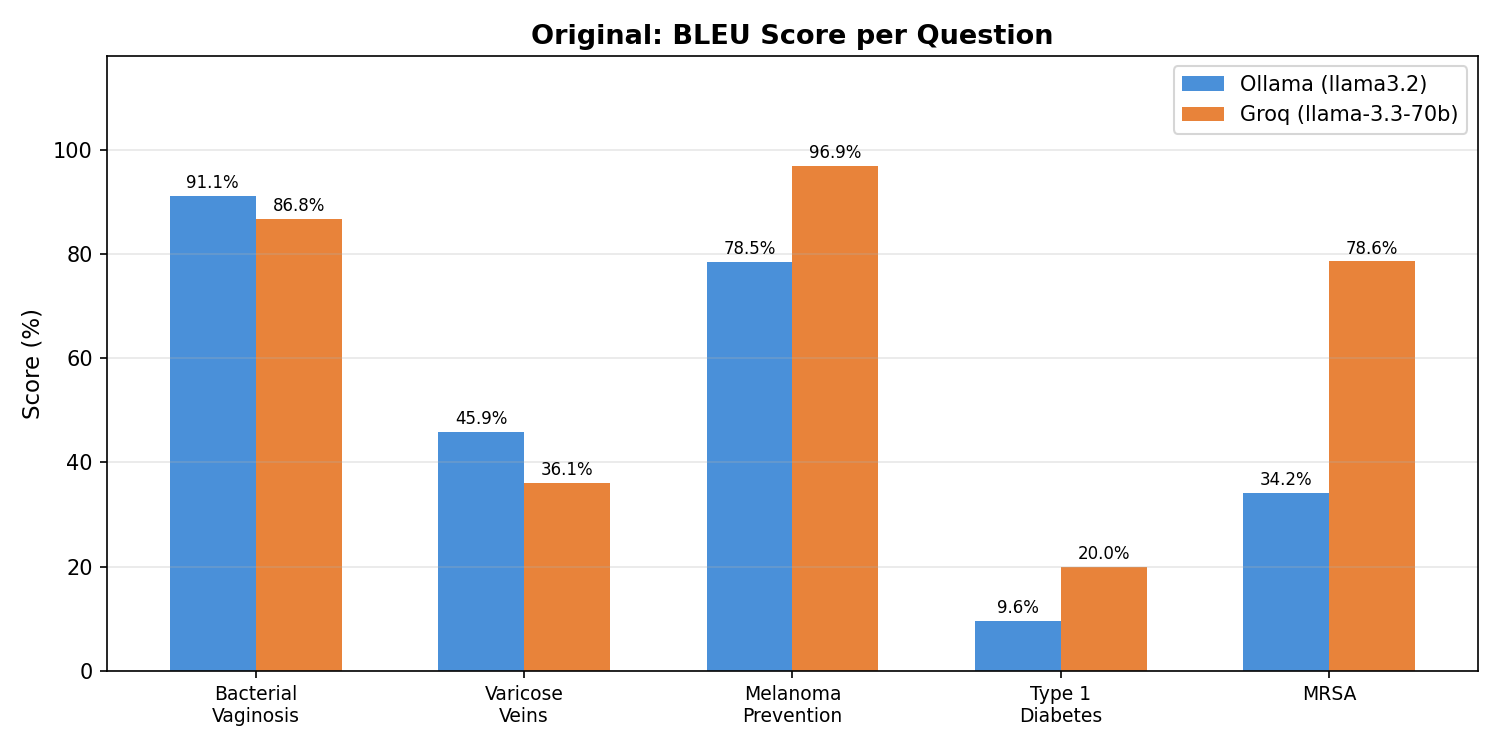 Original: BLEU Score per Question
Ollama (llama3.2)
Groq (llama-3.3-70b)
Score (%)
100
80
60
40
20
0
91.1%
86.8%
45.9%
36.1%
78.5%
96.9%
9.6%
20.0%
34.2%
78.6%
Bacterial
Vaginosis
Varicose
Veins
Melanoma
Prevention
Type 1
Diabetes
MRSA